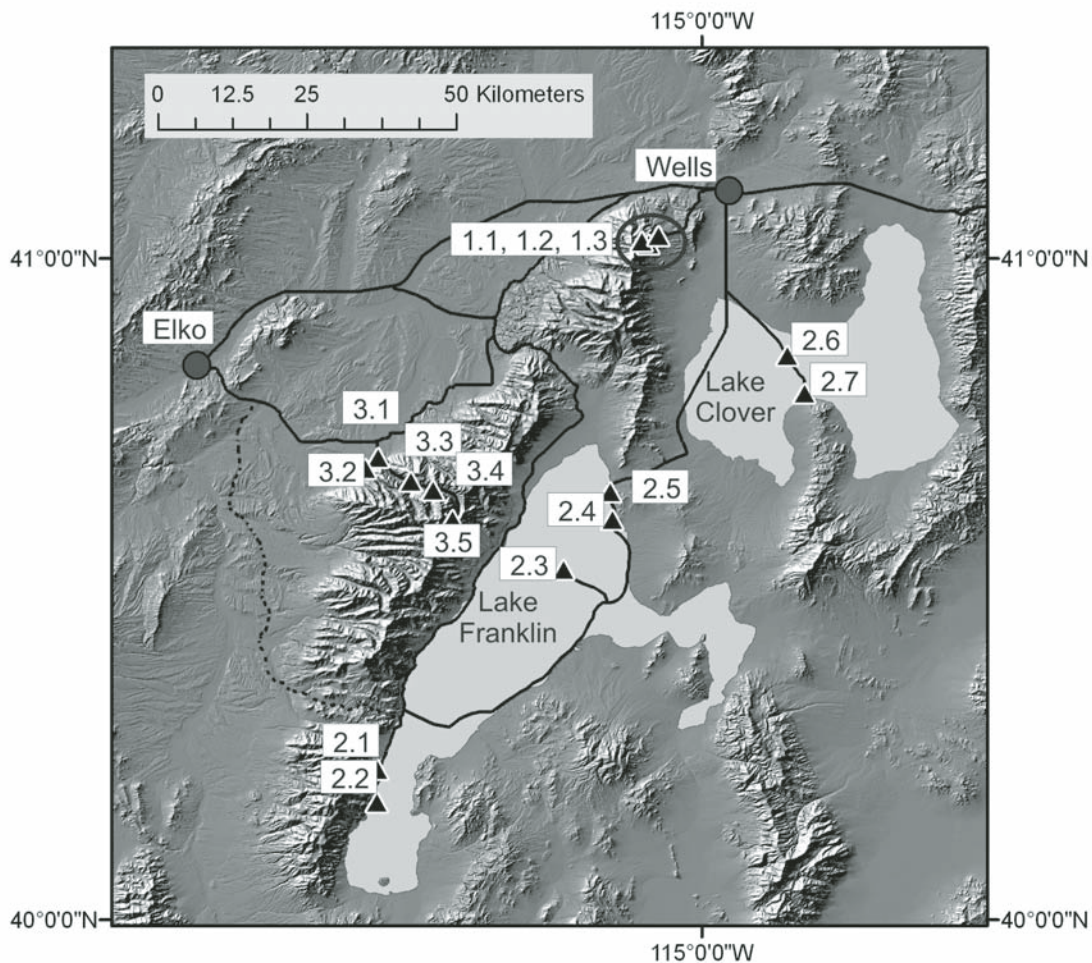 115°0'0"W
0 12.5 25 50 Kilometers
Wells
1.1, 1.2, 1.3
41°0'0"N
41°0'0"N
Elko
2.6
Lake
Clover
2.7
3.1
3.3
3.2
3.4
2.5
2.4
3.5
2.3
Lake
Franklin
2.1
2.2
40°0'0"N
40°0'0"N
115°0'0"W